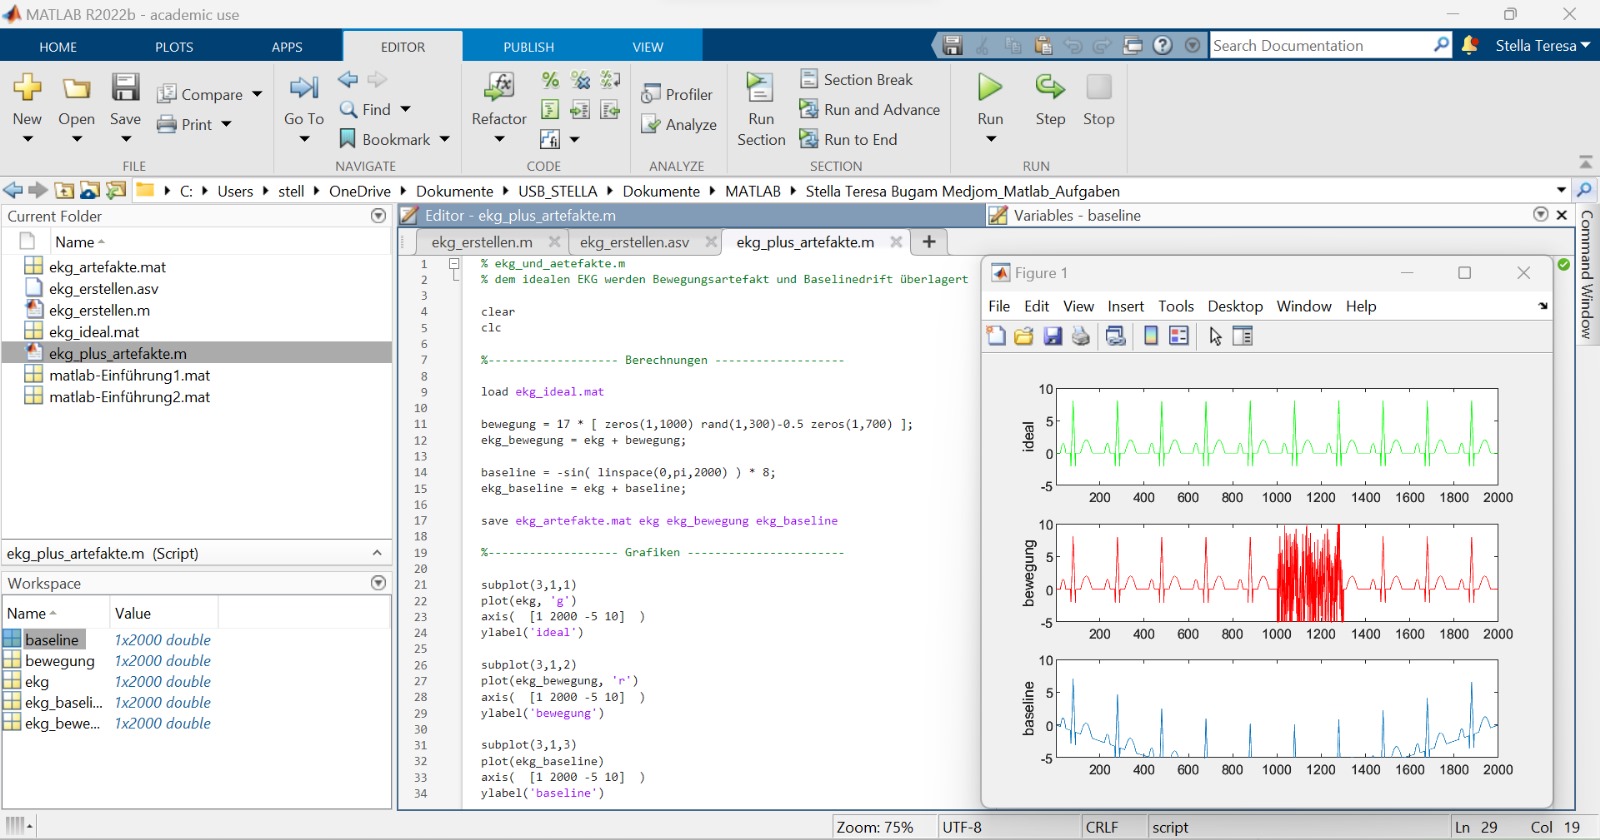 MATLAB R2022b - academic use
HOME PLOTS APPS EDITOR PUBLISH VIEW
Search Documentation
Stella Teresa
New Open Save
Compare
Print
FILE
Go To
Find
Bookmark
NAVIGATE
Refactor
CODE
Profiler
Analyze
ANALYZE
Run Section
Section Break
Run and Advance
Run to End
SECTION
Run Step Stop
RUN
C: Users stell OneDrive Dokumente USB_STELLA Dokumente MATLAB Stella Teresa Bugam Medjom_Matlab_Aufgaben
Current Folder
Name
ekg_artefakte.mat
ekg_erstellen.asv
ekg_erstellen.m
ekg_ideal.mat
ekg_plus_artefakte.m
matlab-Einführung1.mat
matlab-Einführung2.mat
ekg_plus_artefakte.m (Script)
Workspace
Name Value
baseline 1x2000 double
bewegung 1x2000 double
ekg 1x2000 double
ekg_baseli... 1x2000 double
ekg_bewe... 1x2000 double
Editor - ekg_plus_artefakte.m
Variables - baseline
ekg_erstellen.m ekg_erstellen.asv ekg_plus_artefakte.m
1 % ekg_und_aetefakte.m
2 % dem idealen EKG werden Bewegungsartefakt und Baselinedrift überlagert
3
4 clear
5 clc
6
7 %------------------- Berechnungen -------------------
8
9 load ekg_ideal.mat
10
11 bewegung = 17 * [ zeros(1,1000) rand(1,300)-0.5 zeros(1,700) ];
12 ekg_bewegung = ekg + bewegung;
13
14 baseline = -sin( linspace(0,pi,2000) ) * 8;
15 ekg_baseline = ekg + baseline;
16
17 save ekg_artefakte.mat ekg ekg_bewegung ekg_baseline
18
19 %------------------- Grafiken -----------------------
20
21 subplot(3,1,1)
22 plot(ekg, 'g')
23 axis( [1 2000 -5 10] )
24 ylabel('ideal')
25
26 subplot(3,1,2)
27 plot(ekg_bewegung, 'r')
28 axis( [1 2000 -5 10] )
29 ylabel('bewegung')
30
31 subplot(3,1,3)
32 plot(ekg_baseline)
33 axis( [1 2000 -5 10] )
34 ylabel('baseline')
Figure 1
File Edit View Insert Tools Desktop Window Help
ideal
10
5
0
-5
200 400 600 800 1000 1200 1400 1600 1800 2000
bewegung
10
5
0
-5
200 400 600 800 1000 1200 1400 1600 1800 2000
baseline
10
5
0
-5
200 400 600 800 1000 1200 1400 1600 1800 2000
Command Window
Zoom: 75% UTF-8 CRLF script Ln 29 Col 19